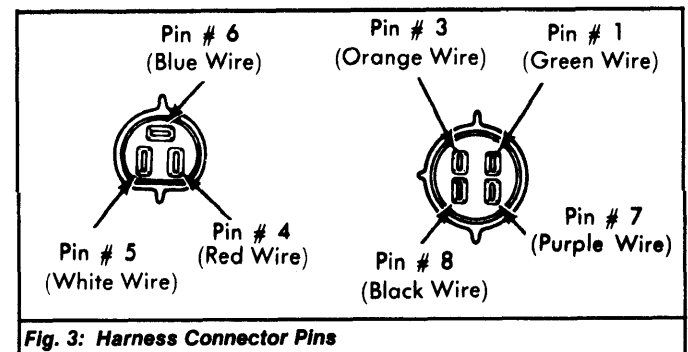 Pin # 6
(Blue Wire)
Pin # 3
(Orange Wire)
Pin # 1
(Green Wire)
Pin # 5
(White Wire)
Pin # 4
(Red Wire)
Pin # 8
(Black Wire)
Pin # 7
(Purple Wire)
Fig. 3: Harness Connector Pins